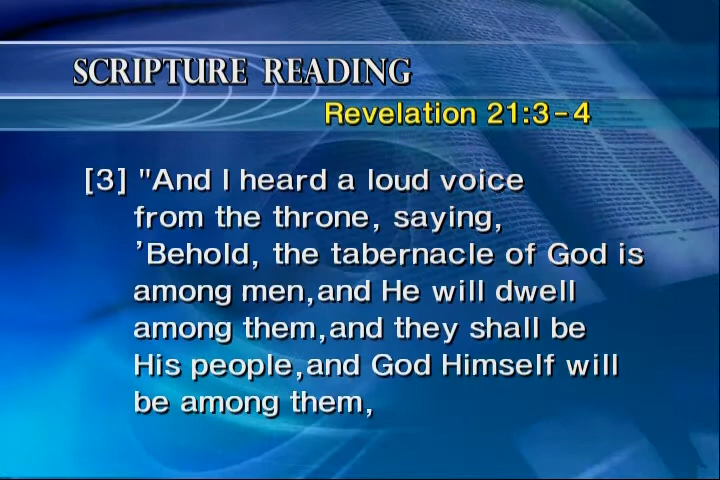 SCRIPTURE READING
Revelation 21:3-4
[3] "And I heard a loud voice
from the throne, saying,
'Behold, the tabernacle of God is
among men,and He will dwell
among them,and they shall be
His people,and God Himself will
be among them,